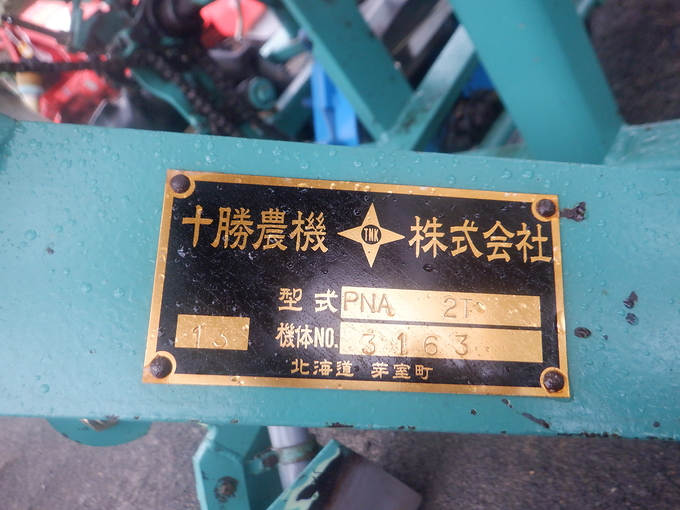 十勝農機 TNK 株式会社
型式 PNA 2T
13 機体NO. 3163
北海道 芽室町